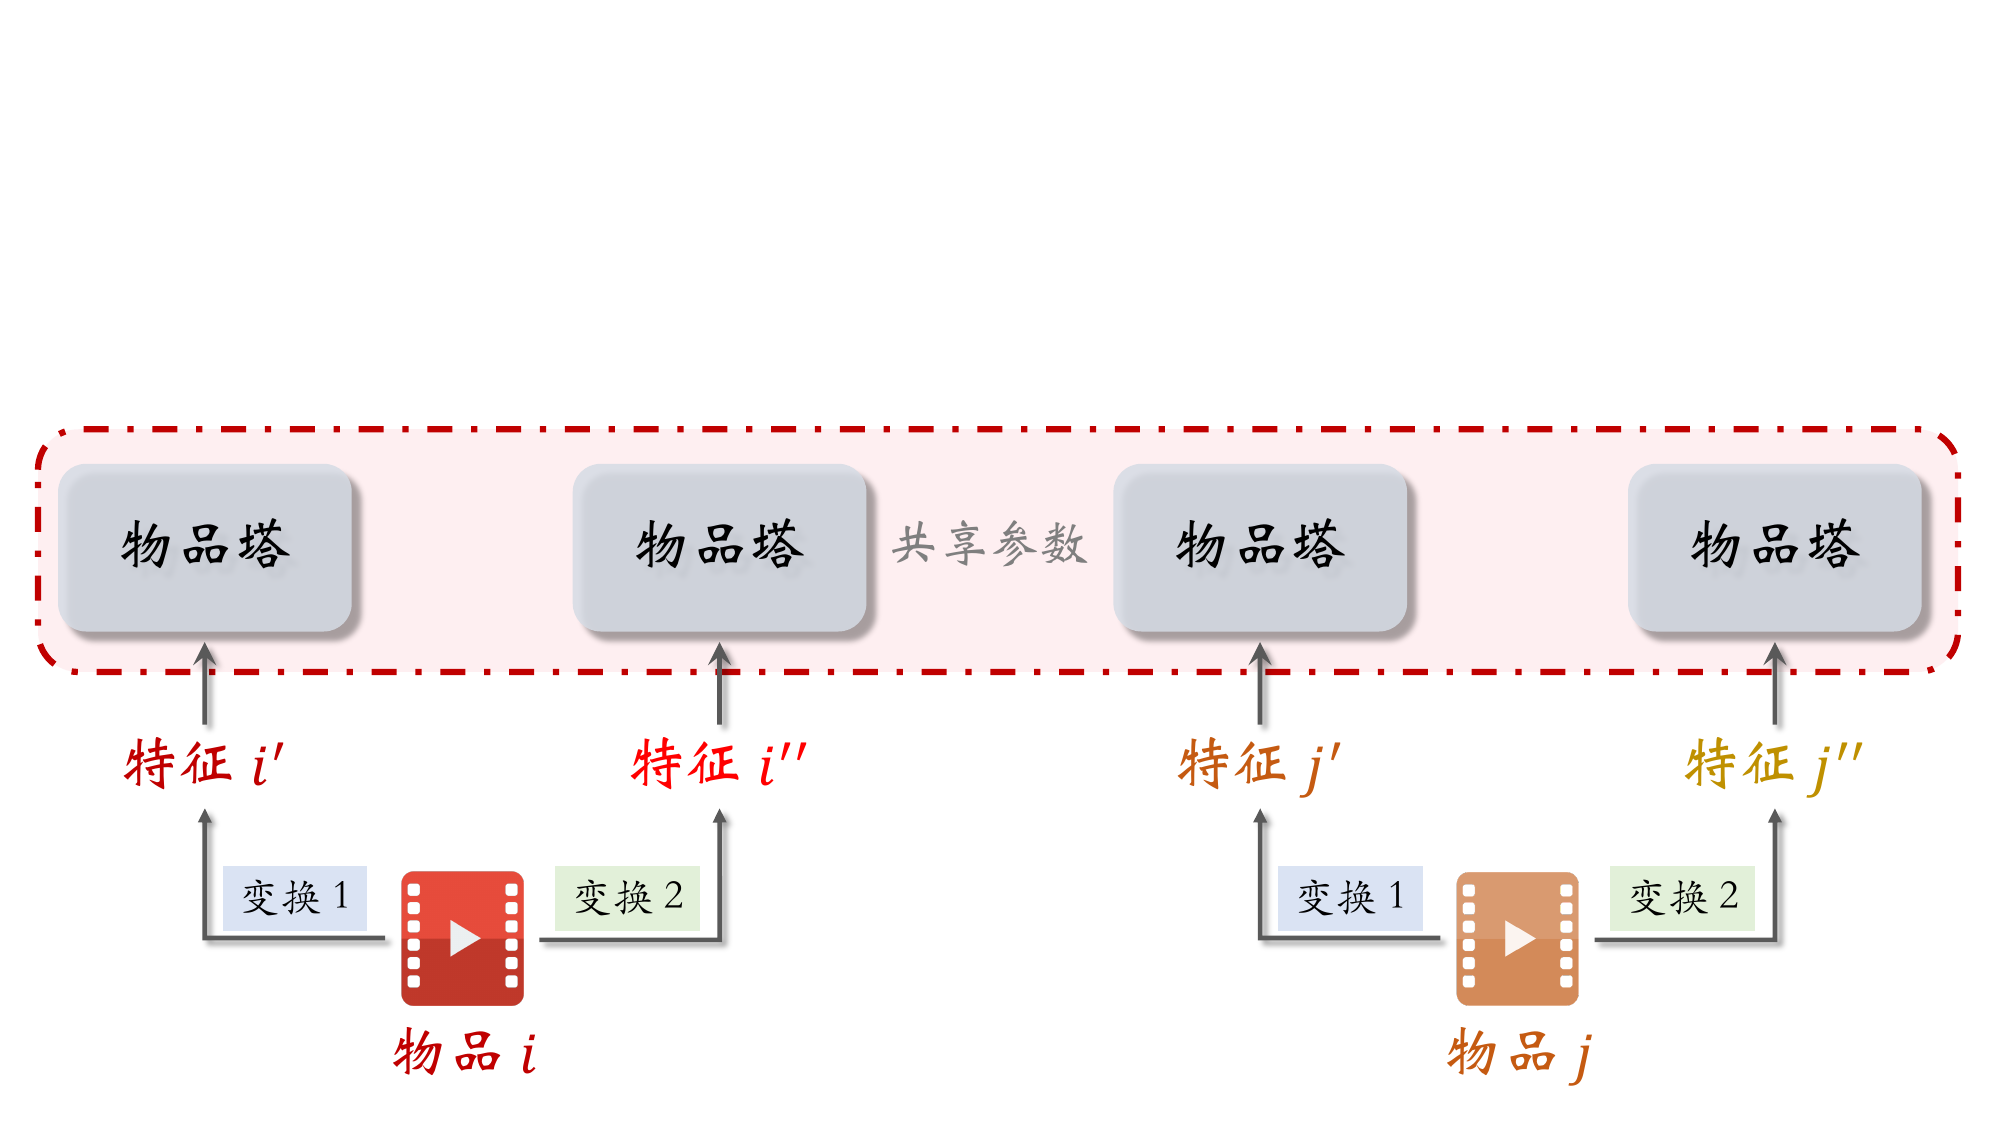 物品塔 物品塔 共享参数 物品塔 物品塔
特征 i′ 特征 i′′ 特征 j′ 特征 j′′
变换 1 变换 2 变换 1 变换 2
物品 i 物品 j